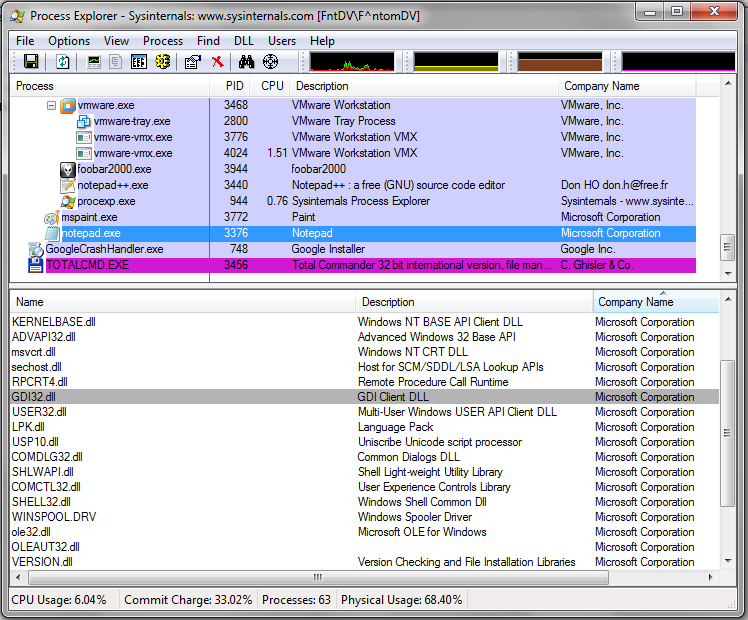 Process Explorer - Sysinternals: www.sysinternals.com [FntDV\F^ntomDV]
File Options View Process Find DLL Users Help
Process PID CPU Description Company Name
vmware.exe 3468 VMware Workstation VMware, Inc.
vmware-tray.exe 2800 VMware Tray Process VMware, Inc.
vmware-vmx.exe 3776 VMware Workstation VMX VMware, Inc.
vmware-vmx.exe 4024 1.51 VMware Workstation VMX VMware, Inc.
foobar2000.exe 3944 foobar2000
notepad++.exe 3440 Notepad++ : a free (GNU) source code editor Don HO don.h@free.fr
procexp.exe 944 0.76 Sysinternals Process Explorer Sysinternals - www.sysinte...
mspaint.exe 3772 Paint Microsoft Corporation
notepad.exe 3376 Notepad Microsoft Corporation
GoogleCrashHandler.exe 748 Google Installer Google Inc.
TOTALCMD.EXE 3456 Total Commander 32 bit international version, file man... C. Ghisler & Co.
Name Description Company Name
KERNELBASE.dll Windows NT BASE API Client DLL Microsoft Corporation
ADVAPI32.dll Advanced Windows 32 Base API Microsoft Corporation
msvcrt.dll Windows NT CRT DLL Microsoft Corporation
sechost.dll Host for SCM/SDDL/LSA Lookup APIs Microsoft Corporation
RPCRT4.dll Remote Procedure Call Runtime Microsoft Corporation
GDI32.dll GDI Client DLL Microsoft Corporation
USER32.dll Multi-User Windows USER API Client DLL Microsoft Corporation
LPK.dll Language Pack Microsoft Corporation
USP10.dll Uniscribe Unicode script processor Microsoft Corporation
COMDLG32.dll Common Dialogs DLL Microsoft Corporation
SHLWAPI.dll Shell Light-weight Utility Library Microsoft Corporation
COMCTL32.dll User Experience Controls Library Microsoft Corporation
SHELL32.dll Windows Shell Common Dll Microsoft Corporation
WINSPOOL.DRV Windows Spooler Driver Microsoft Corporation
ole32.dll Microsoft OLE for Windows Microsoft Corporation
OLEAUT32.dll Microsoft Corporation
VERSION.dll Version Checking and File Installation Libraries Microsoft Corporation
CPU Usage: 6.04% Commit Charge: 33.02% Processes: 63 Physical Usage: 68.40%